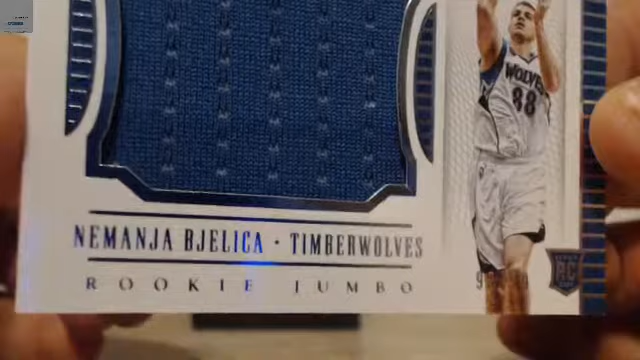 WOLVES
88
NEMANJA BJELICA · TIMBERWOLVES
ROOKIE JUMBO
RC